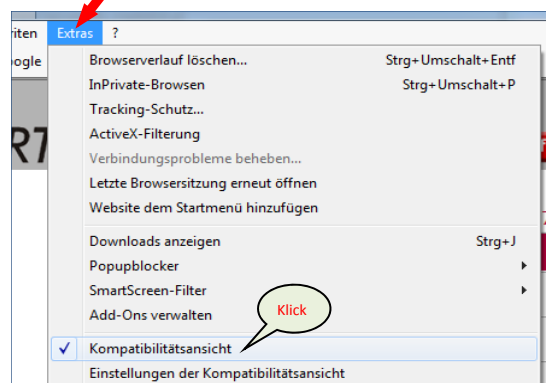 Extras ?
Browserverlauf löschen... Strg+Umschalt+Entf
InPrivate-Browsen Strg+Umschalt+P
Tracking-Schutz...
ActiveX-Filterung
Verbindungsprobleme beheben...
Letzte Browsersitzung erneut öffnen
Website dem Startmenü hinzufügen
Downloads anzeigen Strg+J
Popupblocker
SmartScreen-Filter
Add-Ons verwalten
Klick
Kompatibilitätsansicht
Einstellungen der Kompatibilitätsansicht